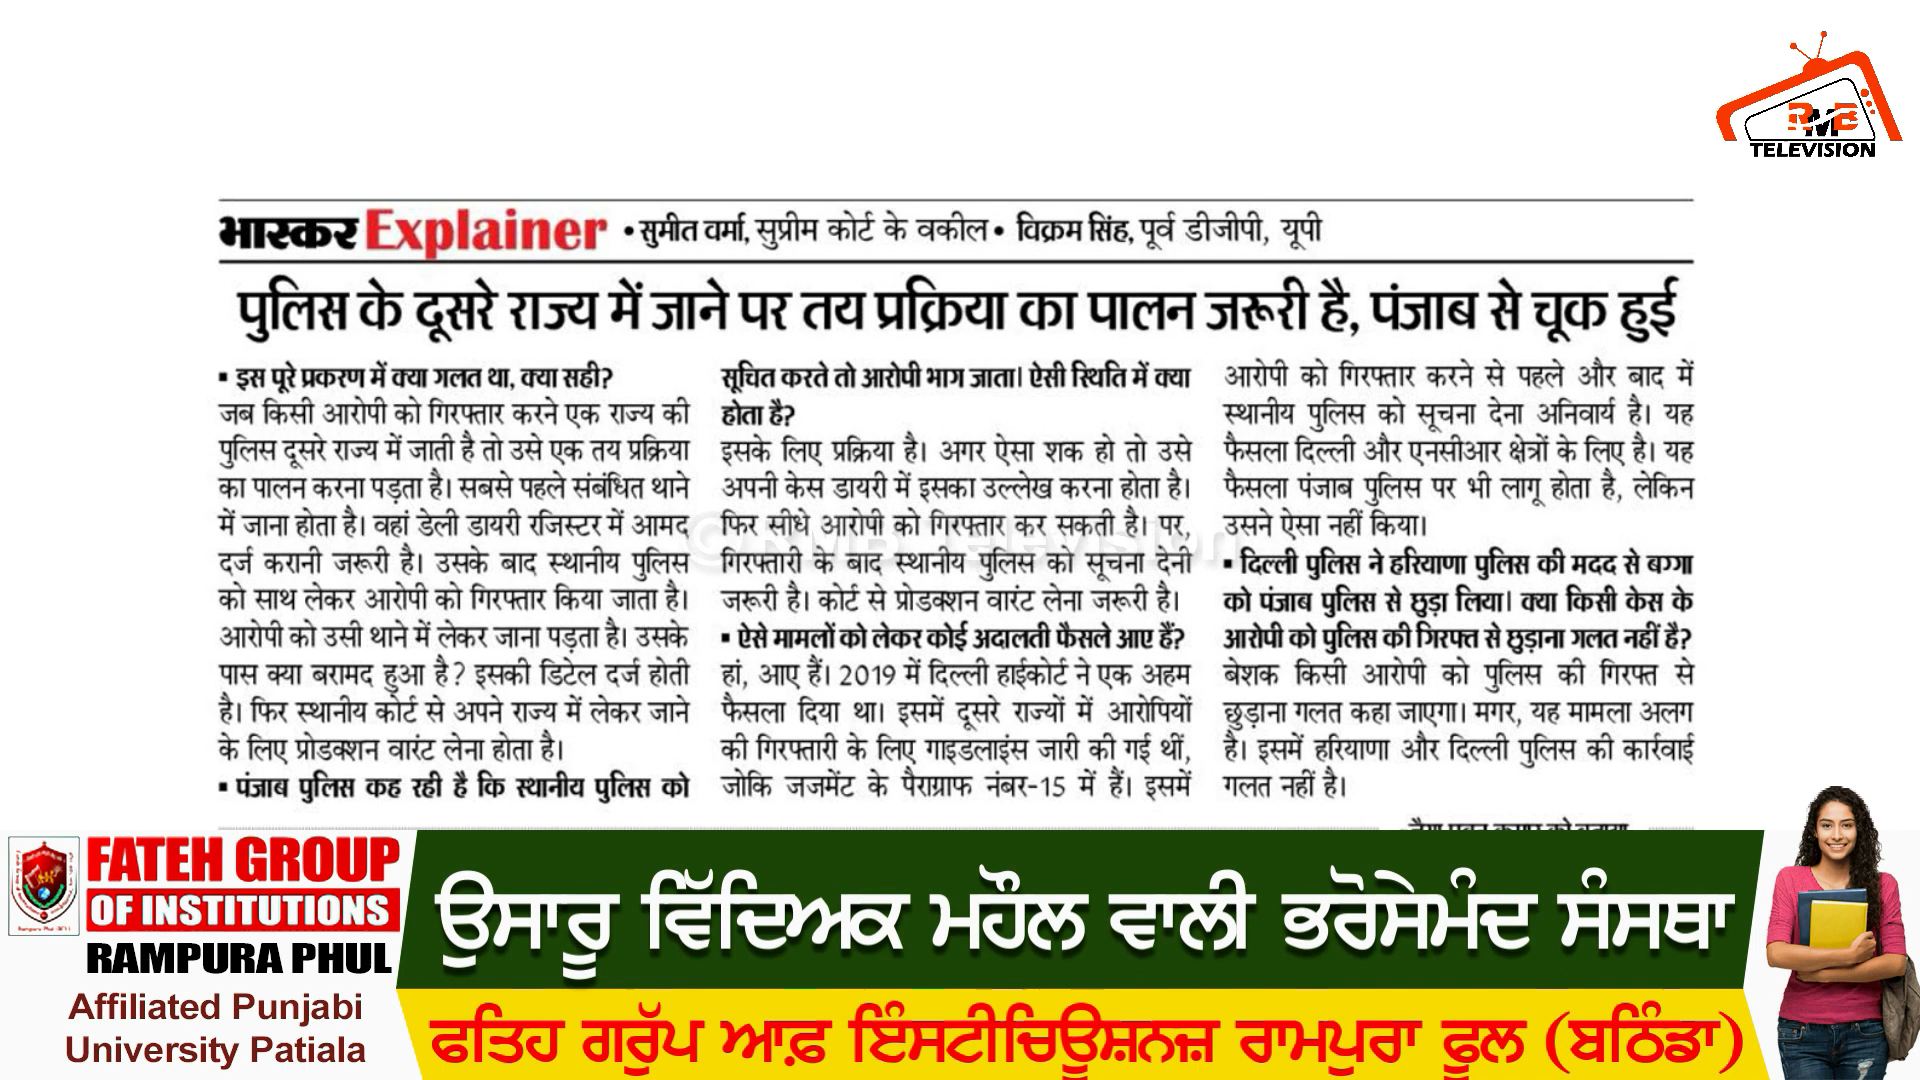 RMB
TELEVISION
भास्कर Explainer • सुमीत वर्मा, सुप्रीम कोर्ट के वकील • विक्रम सिंह, पूर्व डीजीपी, यूपी
पुलिस के दूसरे राज्य में जाने पर तय प्रक्रिया का पालन जरूरी है, पंजाब से चूक हुई
▪ इस पूरे प्रकरण में क्या गलत था, क्या सही?
जब किसी आरोपी को गिरफ्तार करने एक राज्य की
पुलिस दूसरे राज्य में जाती है तो उसे एक तय प्रक्रिया
का पालन करना पड़ता है। सबसे पहले संबंधित थाने
में जाना होता है। वहां डेली डायरी रजिस्टर में आमद
दर्ज करानी जरूरी है। उसके बाद स्थानीय पुलिस
को साथ लेकर आरोपी को गिरफ्तार किया जाता है।
आरोपी को उसी थाने में लेकर जाना पड़ता है। उसके
पास क्या बरामद हुआ है? इसकी डिटेल दर्ज होती
है। फिर स्थानीय कोर्ट से अपने राज्य में लेकर जाने
के लिए प्रोडक्शन वारंट लेना होता है।
▪ पंजाब पुलिस कह रही है कि स्थानीय पुलिस को
सूचित करते तो आरोपी भाग जाता। ऐसी स्थिति में क्या
होता है?
इसके लिए प्रक्रिया है। अगर ऐसा शक हो तो उसे
अपनी केस डायरी में इसका उल्लेख करना होता है।
फिर सीधे आरोपी को गिरफ्तार कर सकती है। पर,
गिरफ्तारी के बाद स्थानीय पुलिस को सूचना देनी
जरूरी है। कोर्ट से प्रोडक्शन वारंट लेना जरूरी है।
▪ ऐसे मामलों को लेकर कोई अदालती फैसले आए हैं?
हां, आए हैं। 2019 में दिल्ली हाईकोर्ट ने एक अहम
फैसला दिया था। इसमें दूसरे राज्यों में आरोपियों
की गिरफ्तारी के लिए गाइडलाइंस जारी की गई थीं,
जोकि जजमेंट के पैराग्राफ नंबर-15 में हैं। इसमें
आरोपी को गिरफ्तार करने से पहले और बाद में
स्थानीय पुलिस को सूचना देना अनिवार्य है। यह
फैसला दिल्ली और एनसीआर क्षेत्रों के लिए है। यह
फैसला पंजाब पुलिस पर भी लागू होता है, लेकिन
उसने ऐसा नहीं किया।
▪ दिल्ली पुलिस ने हरियाणा पुलिस की मदद से बग्गा
को पंजाब पुलिस से छुड़ा लिया। क्या किसी केस के
आरोपी को पुलिस की गिरफ्त से छुड़ाना गलत नहीं है?
बेशक किसी आरोपी को पुलिस की गिरफ्त से
छुड़ाना गलत कहा जाएगा। मगर, यह मामला अलग
है। इसमें हरियाणा और दिल्ली पुलिस की कार्रवाई
गलत नहीं है।
©RMB Television
FATEH GROUP
OF INSTITUTIONS
RAMPURA PHUL
Affiliated Punjabi
University Patiala
ਉਸਾਰੂ ਵਿੱਦਿਅਕ ਮਹੌਲ ਵਾਲੀ ਭਰੋਸੇਮੰਦ ਸੰਸਥਾ
ਫਤਿਹ ਗਰੁੱਪ ਆਫ਼ ਇੰਸਟੀਚਿਊਸ਼ਨਜ਼ ਰਾਮਪੁਰਾ ਫੂਲ (ਬਠਿੰਡਾ)